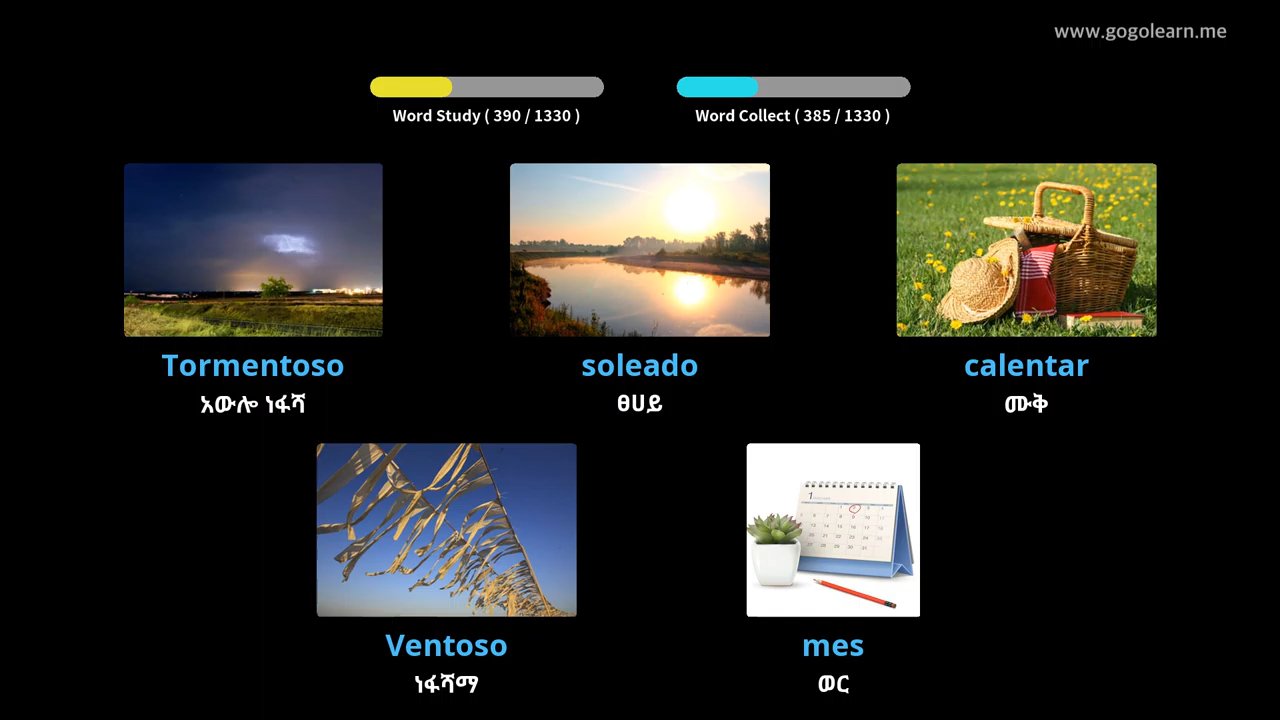 www.gogolearn.me
Word Study ( 390 / 1330 )
Word Collect ( 385 / 1330 )
Tormentoso
አውሎ ነፋሻ
soleado
ፀሀይ
calentar
ሙቅ
Ventoso
ነፋሻማ
mes
ወር